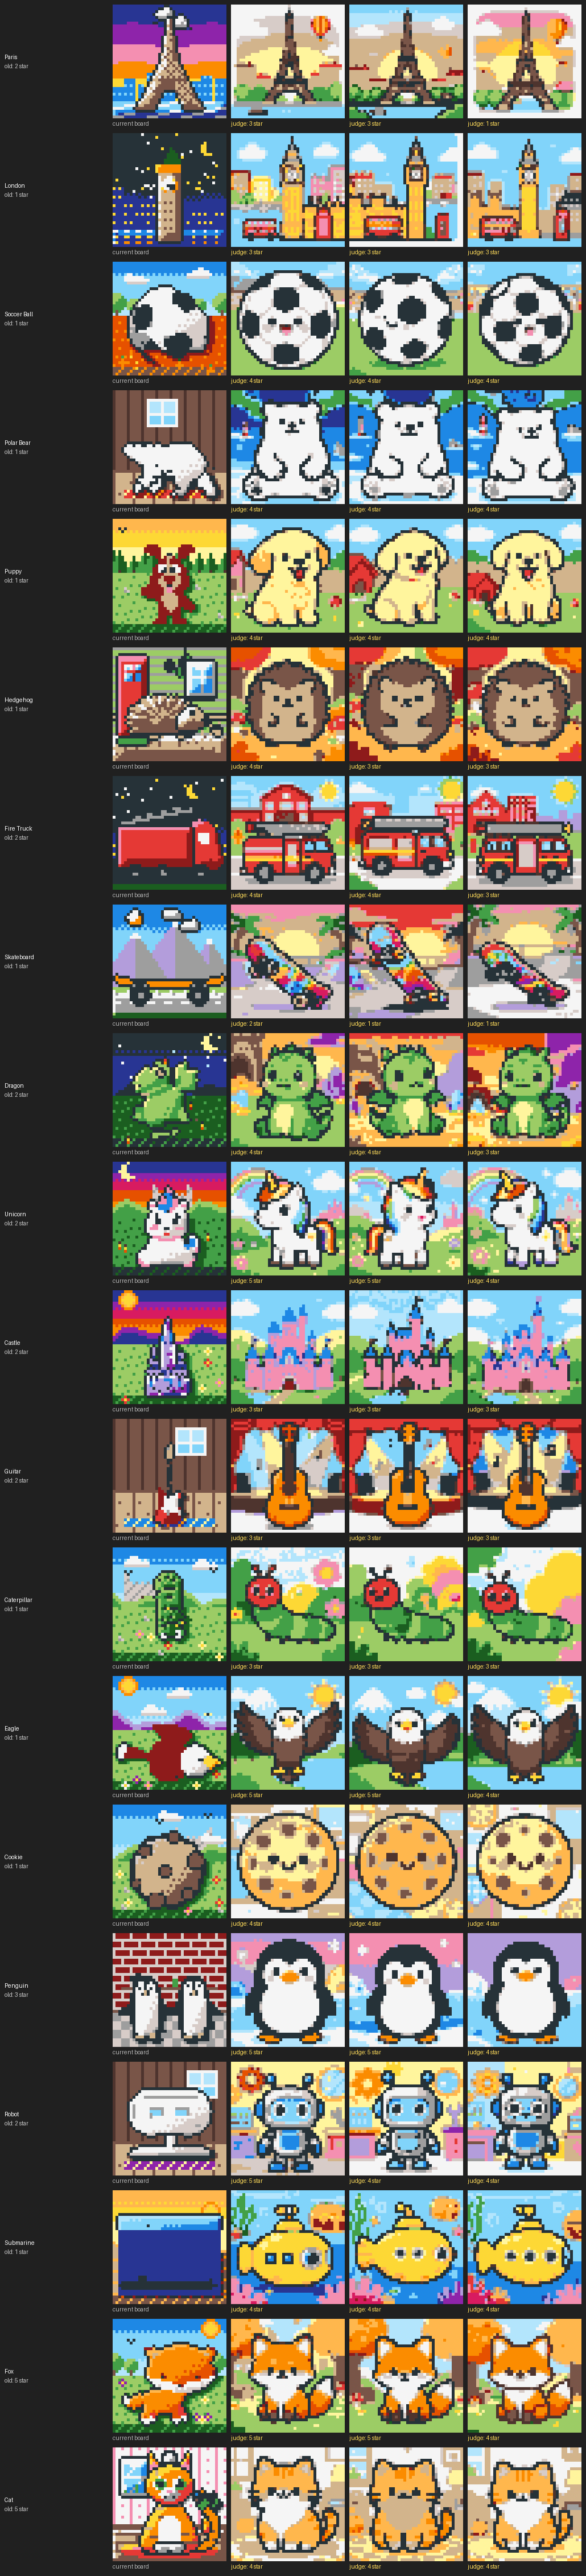 Paris
old: 2 star
current board
judge: 3 star
judge: 3 star
judge: 1 star
London
old: 1 star
current board
judge: 3 star
judge: 3 star
judge: 3 star
Soccer Ball
old: 1 star
current board
judge: 4 star
judge: 4 star
judge: 4 star
Polar Bear
old: 1 star
current board
judge: 4 star
judge: 4 star
judge: 4 star
Puppy
old: 1 star
current board
judge: 4 star
judge: 4 star
judge: 4 star
Hedgehog
old: 1 star
current board
judge: 4 star
judge: 3 star
judge: 3 star
Fire Truck
old: 2 star
current board
judge: 4 star
judge: 4 star
judge: 3 star
Skateboard
old: 1 star
current board
judge: 2 star
judge: 1 star
judge: 1 star
Dragon
old: 2 star
current board
judge: 4 star
judge: 4 star
judge: 3 star
Unicorn
old: 2 star
current board
judge: 5 star
judge: 5 star
judge: 4 star
Castle
old: 2 star
current board
judge: 3 star
judge: 3 star
judge: 3 star
Guitar
old: 2 star
current board
judge: 3 star
judge: 3 star
judge: 3 star
Caterpillar
old: 1 star
current board
judge: 3 star
judge: 3 star
judge: 3 star
Eagle
old: 1 star
current board
judge: 5 star
judge: 5 star
judge: 4 star
Cookie
old: 1 star
current board
judge: 4 star
judge: 4 star
judge: 4 star
Penguin
old: 3 star
current board
judge: 5 star
judge: 5 star
judge: 4 star
Robot
old: 2 star
current board
judge: 5 star
judge: 4 star
judge: 4 star
Submarine
old: 1 star
current board
judge: 4 star
judge: 4 star
judge: 4 star
Fox
old: 5 star
current board
judge: 5 star
judge: 5 star
judge: 4 star
Cat
old: 5 star
current board
judge: 4 star
judge: 4 star
judge: 4 star